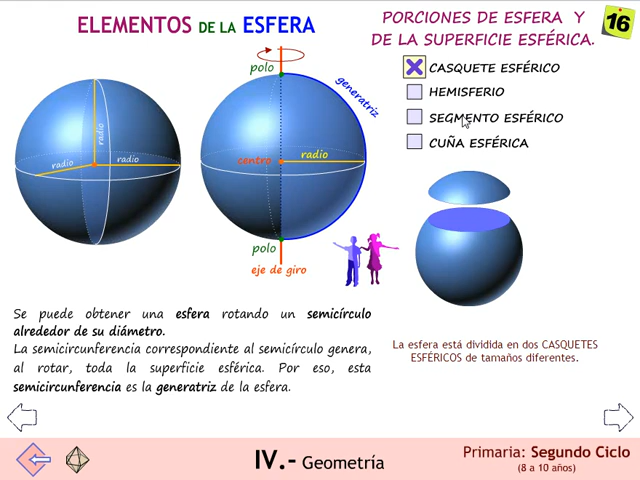 ELEMENTOS DE LA ESFERA
polo
generatriz
radio
radio
radio
centro
radio
polo
eje de giro
Se puede obtener una esfera rotando un semicírculo
alrededor de su diámetro.
La semicircunferencia correspondiente al semicírculo genera,
al rotar, toda la superficie esférica. Por eso, esta
semicircunferencia es la generatriz de la esfera.
PORCIONES DE ESFERA Y
DE LA SUPERFICIE ESFÉRICA.
16
CASQUETE ESFÉRICO
HEMISFERIO
SEGMENTO ESFÉRICO
CUÑA ESFÉRICA
La esfera está dividida en dos CASQUETES
ESFÉRICOS de tamaños diferentes.
IV.- Geometría
Primaria: Segundo Ciclo
(8 a 10 años)